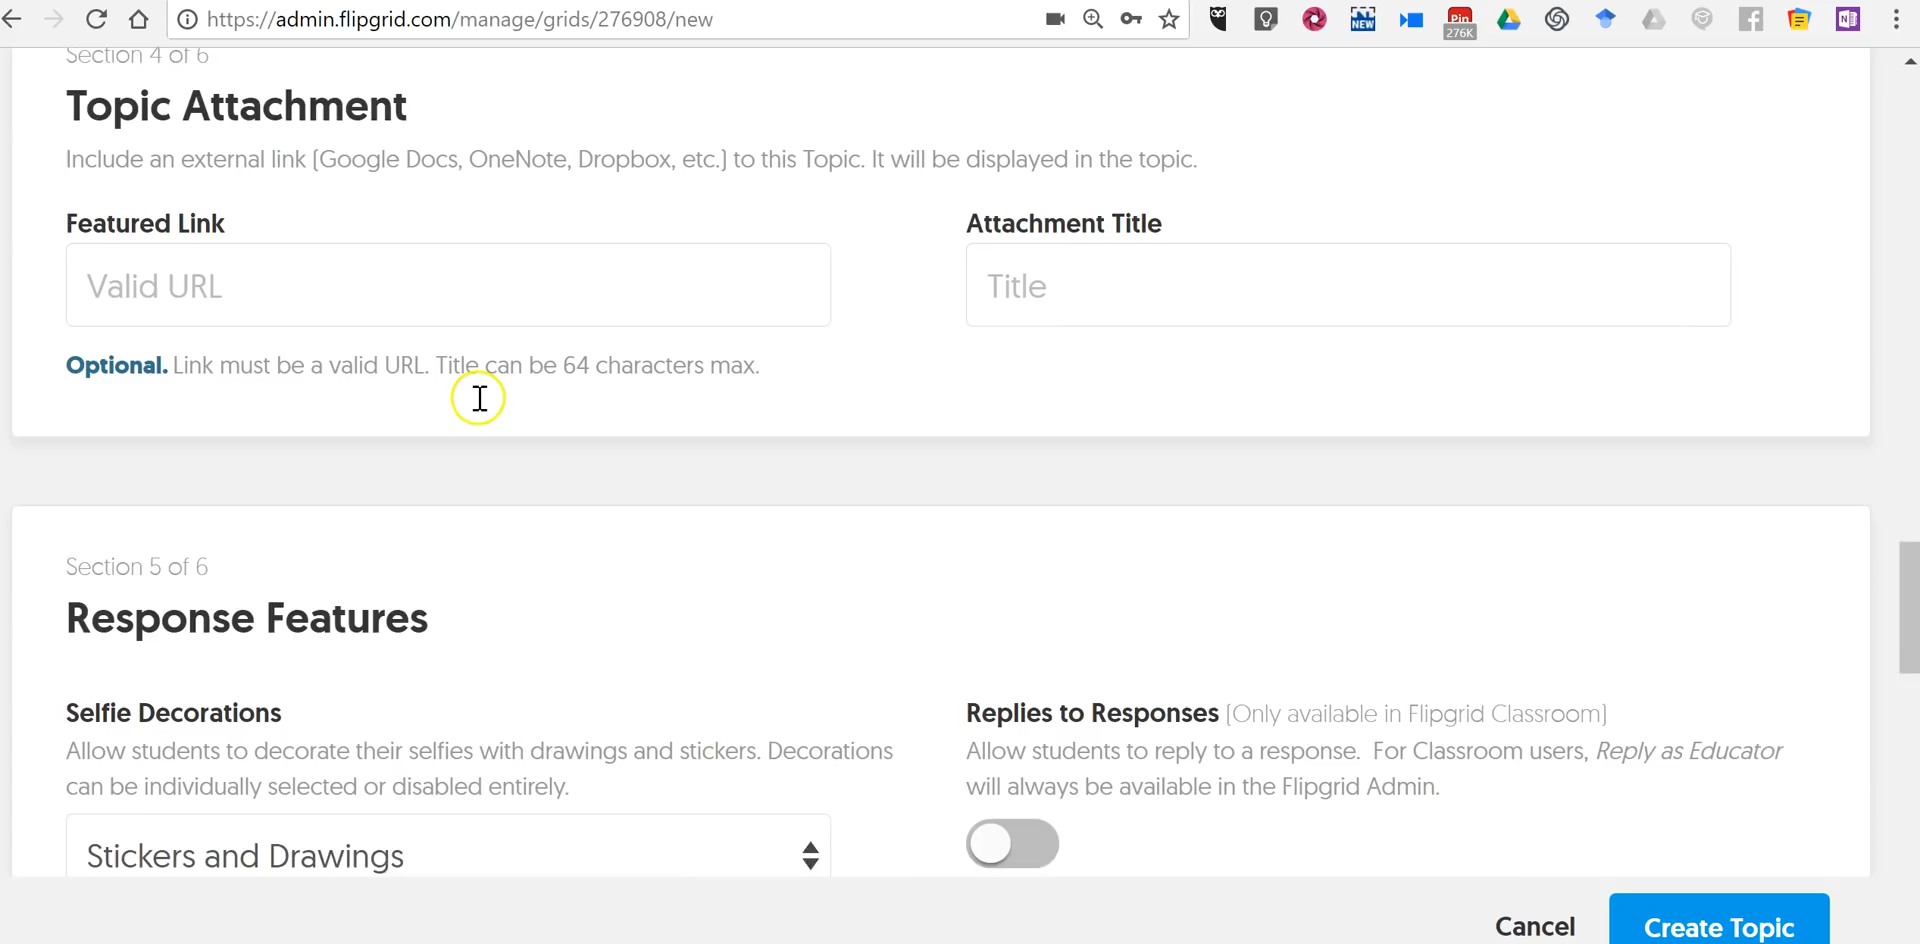 https://admin.flipgrid.com/manage/grids/276908/new
NEW
Pin
276K
N
Section 4 of 6
Topic Attachment
Include an external link (Google Docs, OneNote, Dropbox, etc.) to this Topic. It will be displayed in the topic.
Featured Link
Attachment Title
Valid URL
Title
Optional. Link must be a valid URL. Title can be 64 characters max.
Section 5 of 6
Response Features
Selfie Decorations
Replies to Responses (Only available in Flipgrid Classroom)
Allow students to decorate their selfies with drawings and stickers. Decorations
Allow students to reply to a response.  For Classroom users, Reply as Educator
can be individually selected or disabled entirely.
will always be available in the Flipgrid Admin.
Stickers and Drawings
Cancel
Create Topic